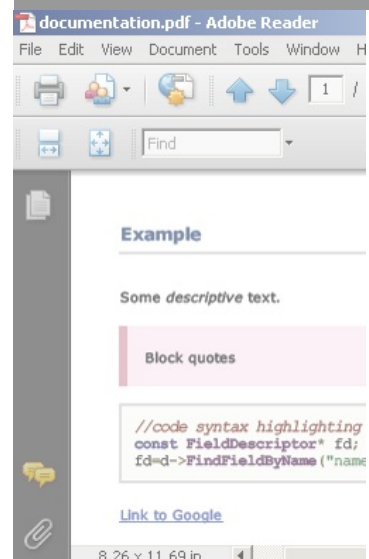 documentation.pdf - Adobe Reader
File Edit View Document Tools Window H
1 /
Find
Example
Some descriptive text.
Block quotes
//code syntax highlighting
const FieldDescriptor* fd;
fd=d->FindFieldByName("name
Link to Google
8.26 x 11.69 in